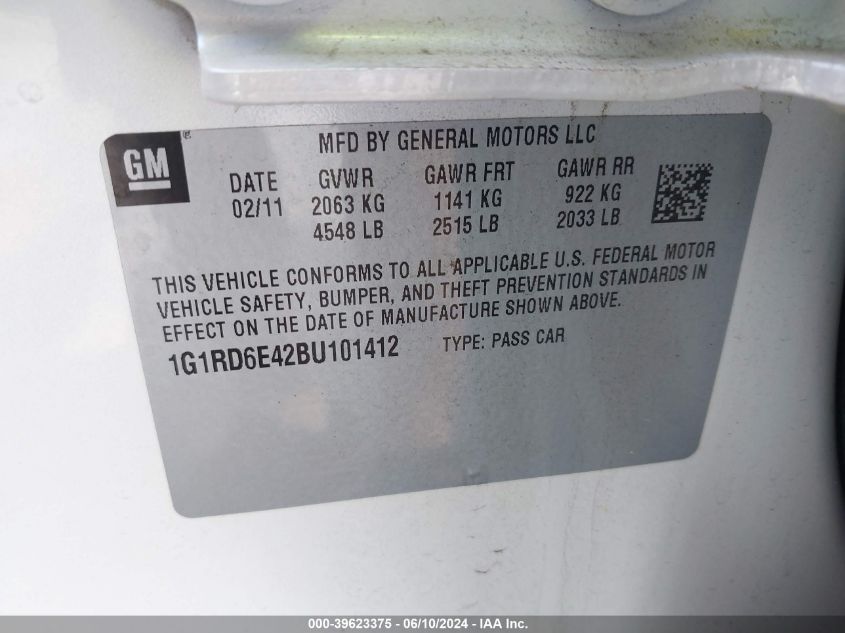 GM
MFD BY GENERAL MOTORS LLC
DATE GVWR GAWR FRT GAWR RR
02/11 2063 KG 1141 KG 922 KG
4548 LB 2515 LB 2033 LB
THIS VEHICLE CONFORMS TO ALL APPLICABLE U.S. FEDERAL MOTOR
VEHICLE SAFETY, BUMPER, AND THEFT PREVENTION STANDARDS IN
EFFECT ON THE DATE OF MANUFACTURE SHOWN ABOVE.
1G1RD6E42BU101412 TYPE: PASS CAR
000-39623375 - 06/10/2024 - IAA Inc.